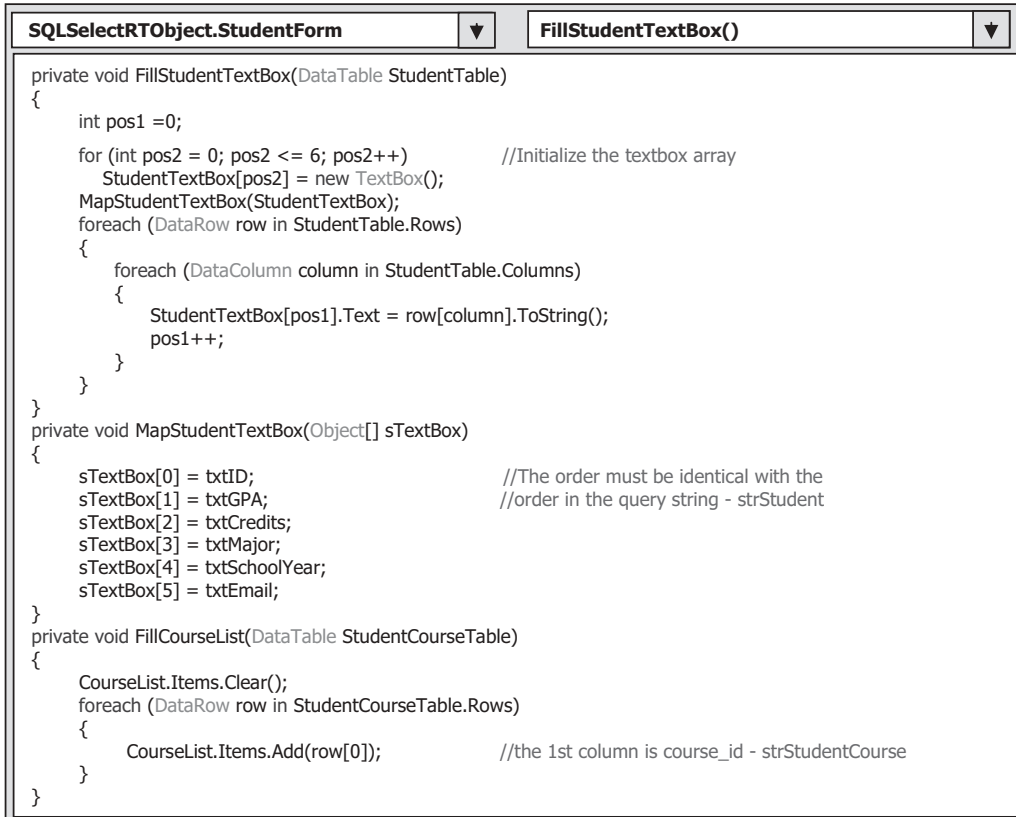 SQLSelectRTObject.StudentForm
FillStudentTextBox()
private void FillStudentTextBox(DataTable StudentTable)
{
int pos1 =0;
for (int pos2 = 0; pos2 <= 6; pos2++) //Initialize the textbox array
StudentTextBox[pos2] = new TextBox();
MapStudentTextBox(StudentTextBox);
foreach (DataRow row in StudentTable.Rows)
{
foreach (DataColumn column in StudentTable.Columns)
{
StudentTextBox[pos1].Text = row[column].ToString();
pos1++;
}
}
}
private void MapStudentTextBox(Object[] sTextBox)
{
sTextBox[0] = txtID; //The order must be identical with the
sTextBox[1] = txtGPA; //order in the query string - strStudent
sTextBox[2] = txtCredits;
sTextBox[3] = txtMajor;
sTextBox[4] = txtSchoolYear;
sTextBox[5] = txtEmail;
}
private void FillCourseList(DataTable StudentCourseTable)
{
CourseList.Items.Clear();
foreach (DataRow row in StudentCourseTable.Rows)
{
CourseList.Items.Add(row[0]); //the 1st column is course_id - strStudentCourse
}
}